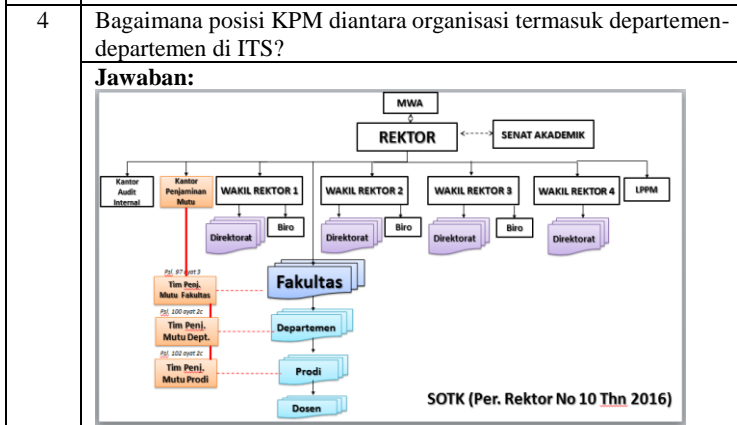 4
Bagaimana posisi KPM diantara organisasi termasuk departemen-
departemen di ITS?
Jawaban:
MWA
REKTOR
SENAT AKADEMIK
Kantor
Audit
Internal
Kantor
Penjaminan
Mutu
WAKIL REKTOR 1
WAKIL REKTOR 2
WAKIL REKTOR 3
WAKIL REKTOR 4
LPPM
Direktorat
Biro
Direktorat
Biro
Direktorat
Biro
Direktorat
Psl. 97 ayat 3
Tim Penj.
Mutu Fakultas
Fakultas
Psl. 100 ayat 2c
Tim Penj.
Mutu Dept.
Departemen
Psl. 102 ayat 2c
Tim Penj.
Mutu Prodi
Prodi
Dosen
SOTK (Per. Rektor No 10 Thn 2016)